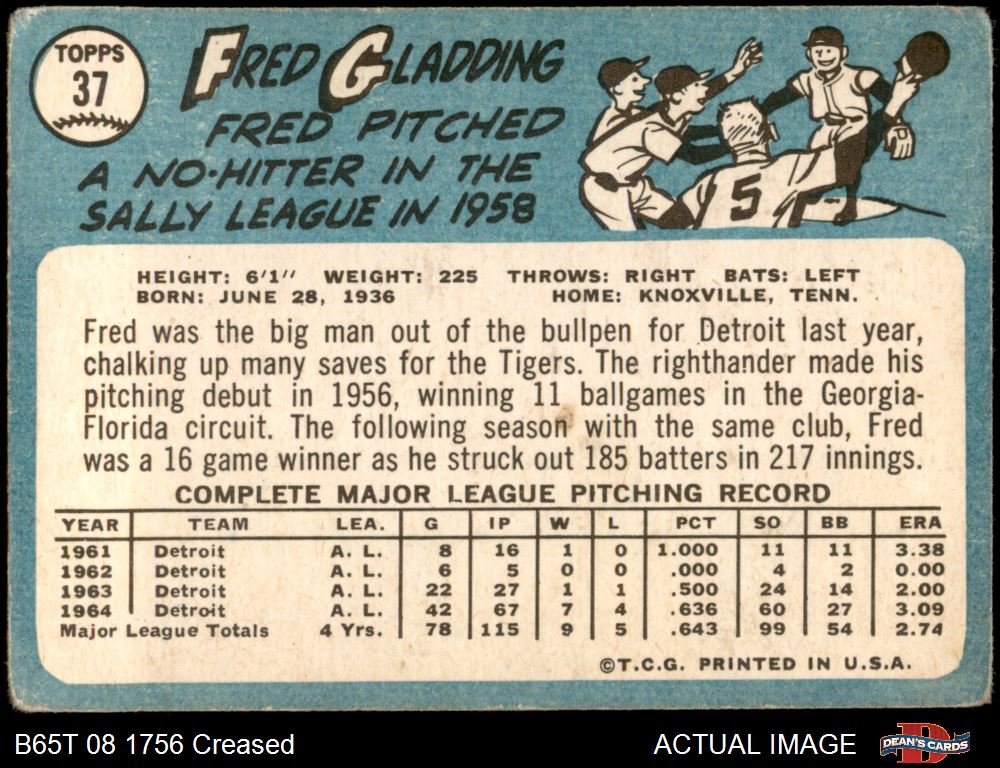 TOPPS
37
FRED GLADDING
FRED PITCHED
A NO-HITTER IN THE
SALLY LEAGUE IN 1958
5
HEIGHT: 6'1" WEIGHT: 225 THROWS: RIGHT BATS: LEFT
BORN: JUNE 28, 1936 HOME: KNOXVILLE, TENN.
Fred was the big man out of the bullpen for Detroit last year,
chalking up many saves for the Tigers. The righthander made his
pitching debut in 1956, winning 11 ballgames in the Georgia-
Florida circuit. The following season with the same club, Fred
was a 16 game winner as he struck out 185 batters in 217 innings.
COMPLETE MAJOR LEAGUE PITCHING RECORD
YEAR TEAM LEA. G IP W L PCT SO BB ERA
1961 Detroit A. L. 8 16 1 0 1.000 11 11 3.38
1962 Detroit A. L. 6 5 0 0 .000 4 2 0.00
1963 Detroit A. L. 22 27 1 1 .500 24 14 2.00
1964 Detroit A. L. 42 67 7 4 .636 60 27 3.09
Major League Totals 4 Yrs. 78 115 9 5 .643 99 54 2.74
©T.C.G. PRINTED IN U.S.A.
B65T 08 1756 Creased ACTUAL IMAGE DEAN'S CARDS